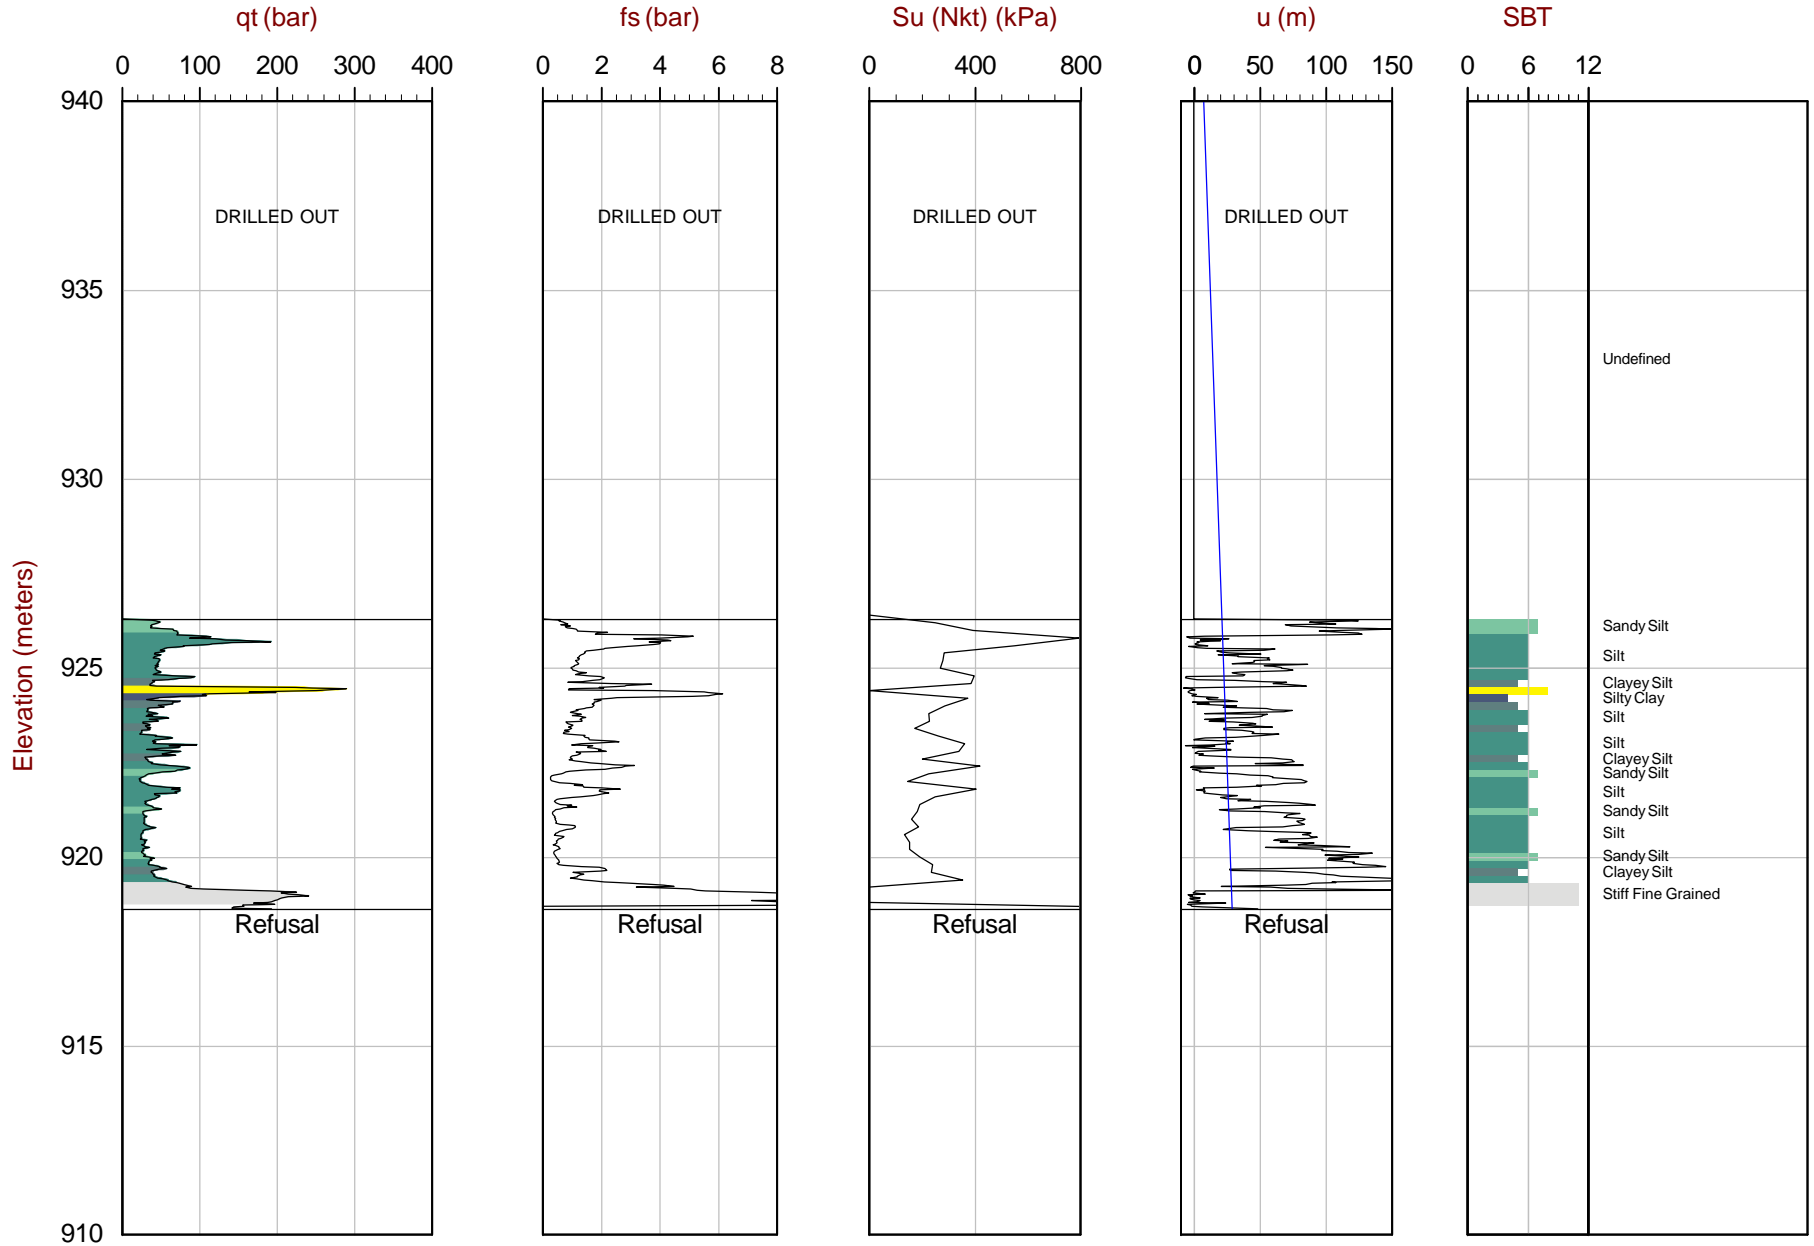 qt (bar) fs (bar) Su (Nkt) (kPa) u (m) SBT
0 100 200 300 400 0 2 4 6 8 0 400 800 0 50 100 150 0 6 12
940
DRILLED OUT DRILLED OUT DRILLED OUT DRILLED OUT
935
Undefined
930
Elevation (meters)
Sandy Silt
925
Silt
Clayey Silt
Silty Clay
Silt
Silt
Clayey Silt
Sandy Silt
Silt
Sandy Silt
Silt
920
Sandy Silt
Clayey Silt
Stiff Fine Grained
Refusal Refusal Refusal Refusal
915
910